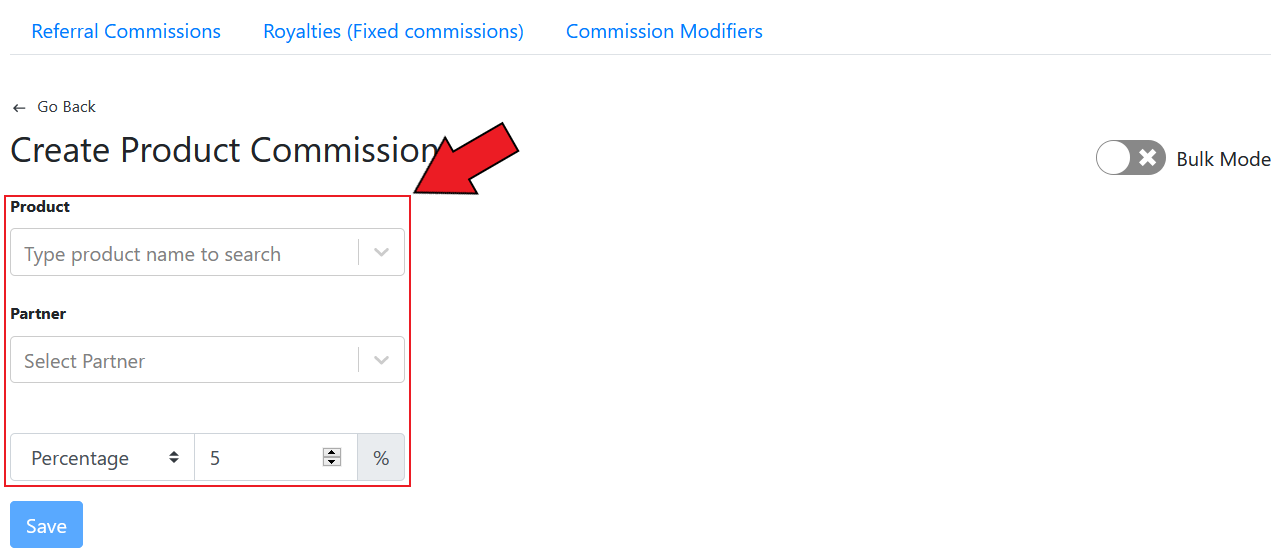 Referral Commissions Royalties (Fixed commissions) Commission Modifiers
← Go Back
Create Product Commission
Bulk Mode
Product
Type product name to search
Partner
Select Partner
Percentage 5 %
Save